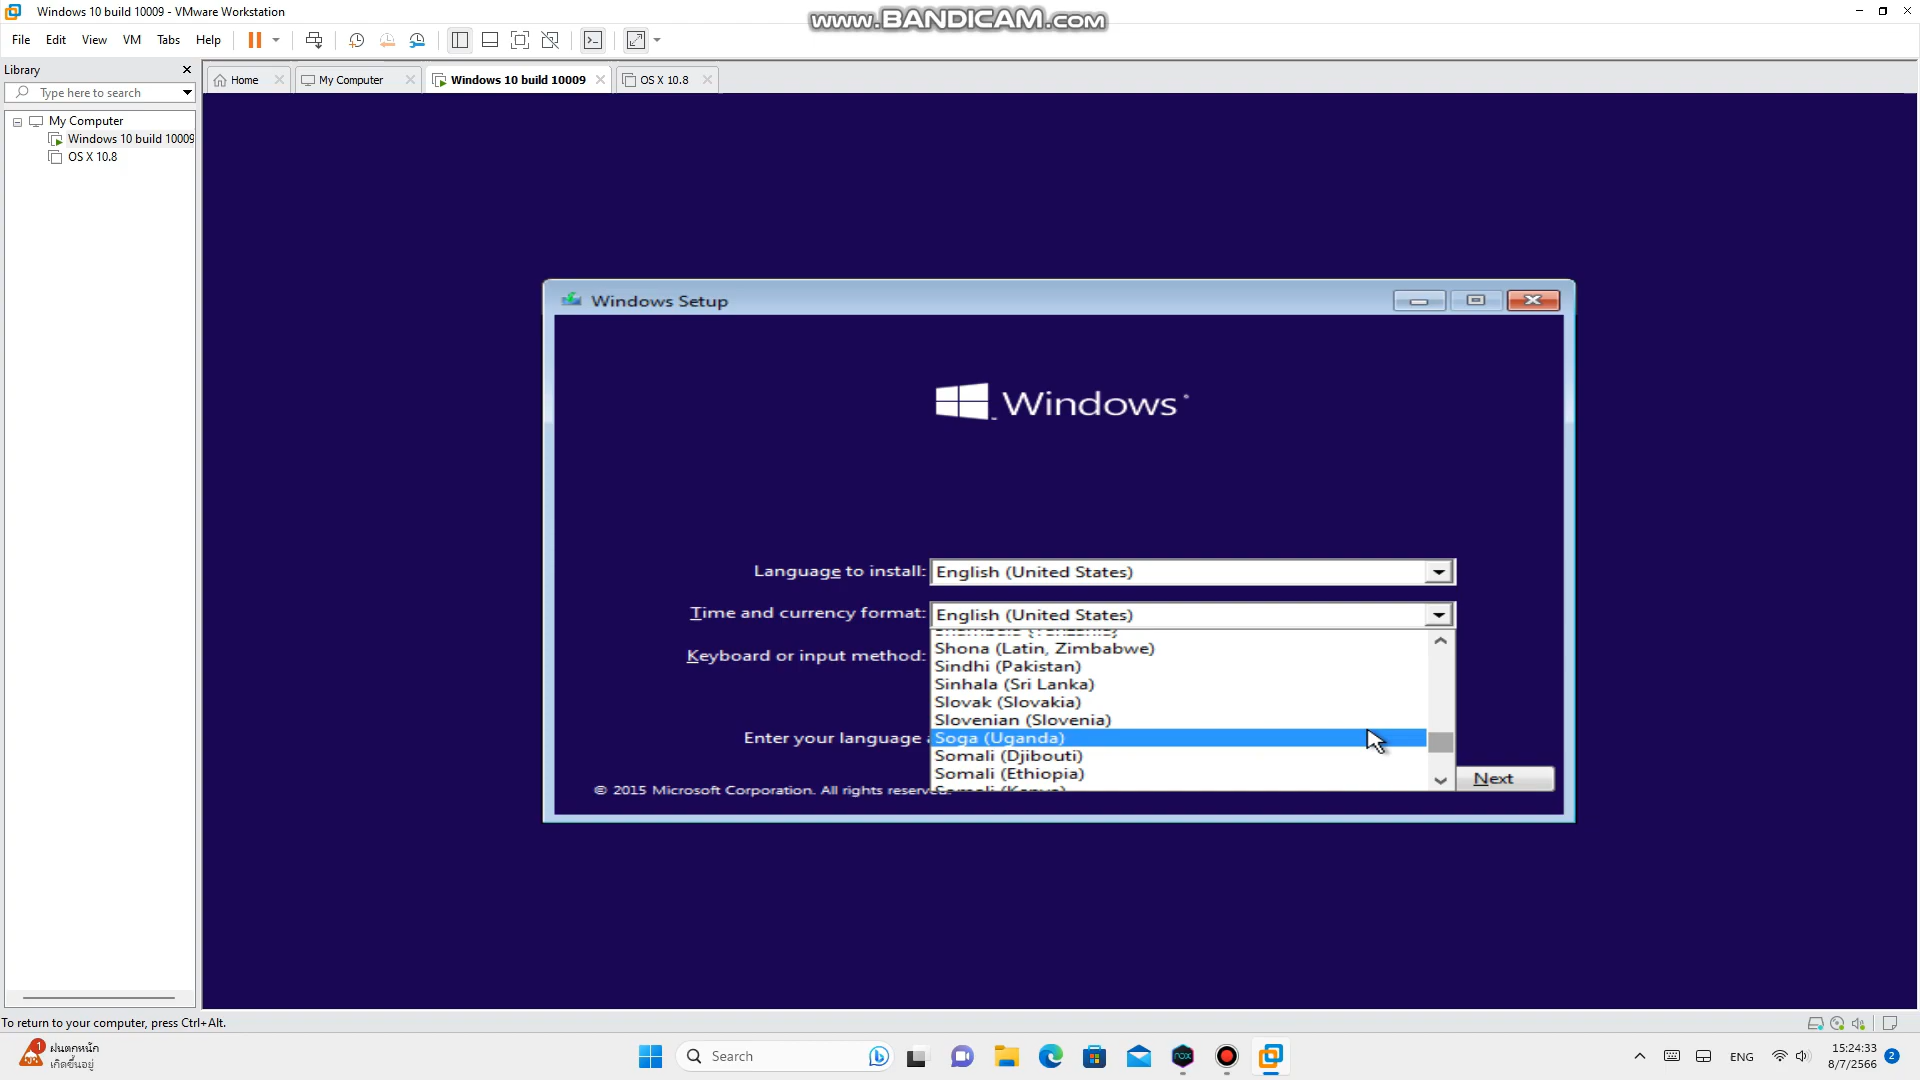 Windows 10 build 10009 - VMware Workstation
www.BANDICAM.com
File Edit View VM Tabs Help
Library
Home
My Computer
Windows 10 build 10009
OS X 10.8
Type here to search
My Computer
Windows 10 build 10009
OS X 10.8
Windows Setup
Windows
Language to install: English (United States)
Time and currency format: English (United States)
Keyboard or input method:
Shona (Latin, Zimbabwe)
Sindhi (Pakistan)
Sinhala (Sri Lanka)
Slovak (Slovakia)
Slovenian (Slovenia)
Soga (Uganda)
Somali (Djibouti)
Somali (Ethiopia)
Enter your language
Next
© 2015 Microsoft Corporation. All rights reserved.
To return to your computer, press Ctrl+Alt.
1
ฝนตกหนัก
เกิดขึ้นอยู่
Search
nox
ENG
15:24:33
8/7/2566
2